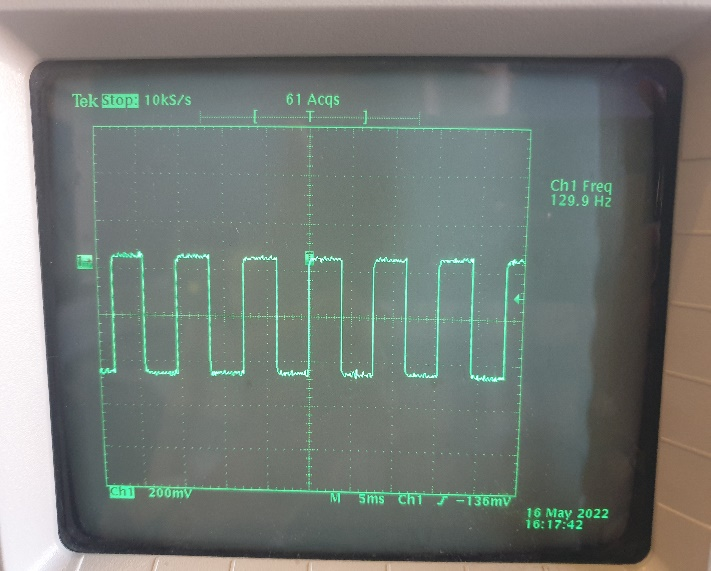 Tek Stop: 10kS/s 61 Acqs
[ T ]
Ch1 Freq
129.9 Hz
T
Ch1 200mV M 5ms Ch1 -136mV
16 May 2022
16:17:42